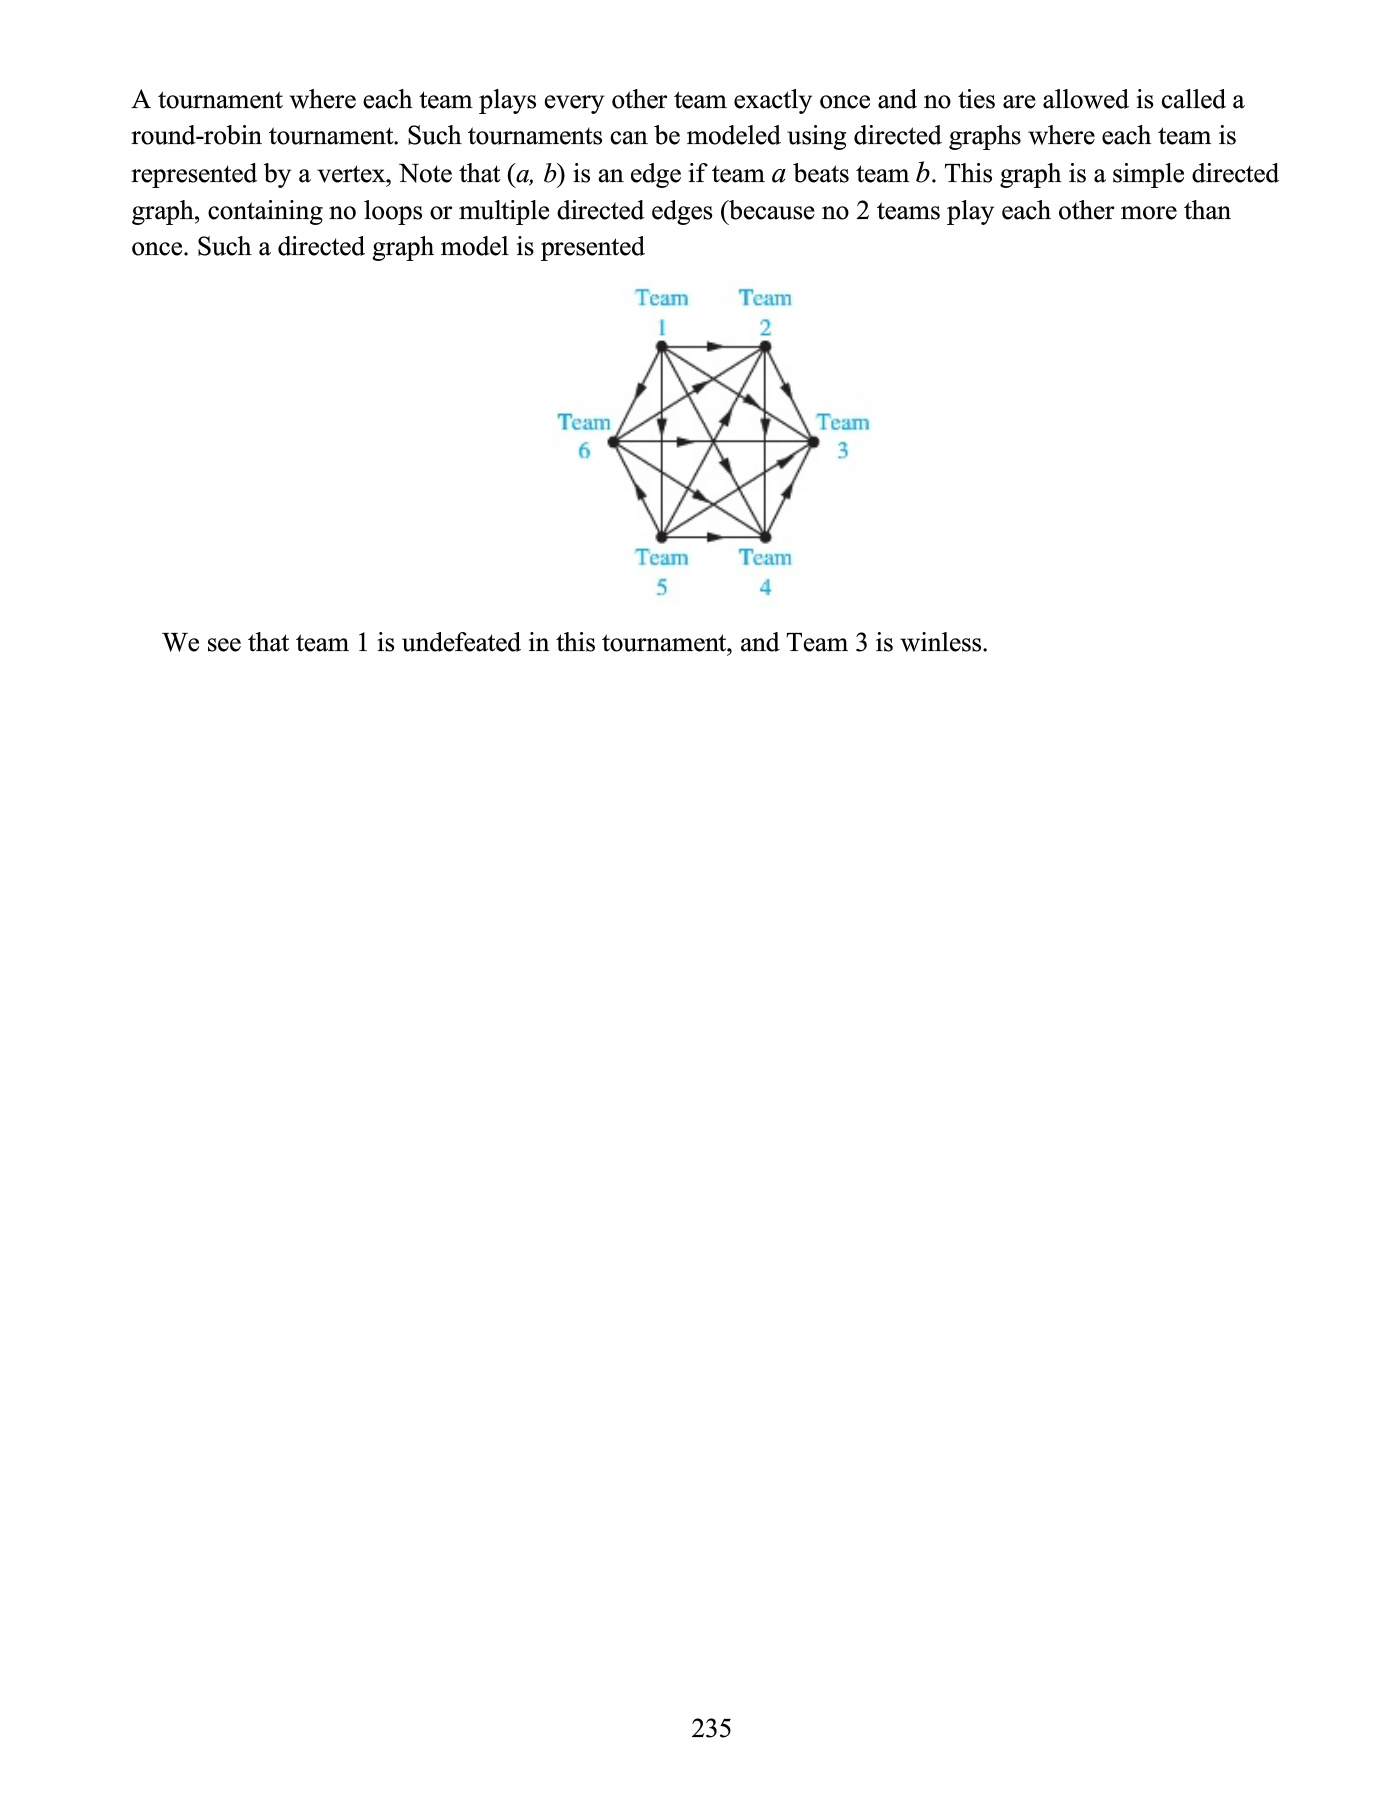 A tournament where each team plays every other team exactly once and no ties are allowed is called a
round-robin tournament. Such tournaments can be modeled using directed graphs where each team is
represented by a vertex, Note that (a, b) is an edge if team a beats team b. This graph is a simple directed
graph, containing no loops or multiple directed edges (because no 2 teams play each other more than
once. Such a directed graph model is presented
Team Team
1 2
Team Team
6 3
Team Team
5 4
We see that team 1 is undefeated in this tournament, and Team 3 is winless.
235